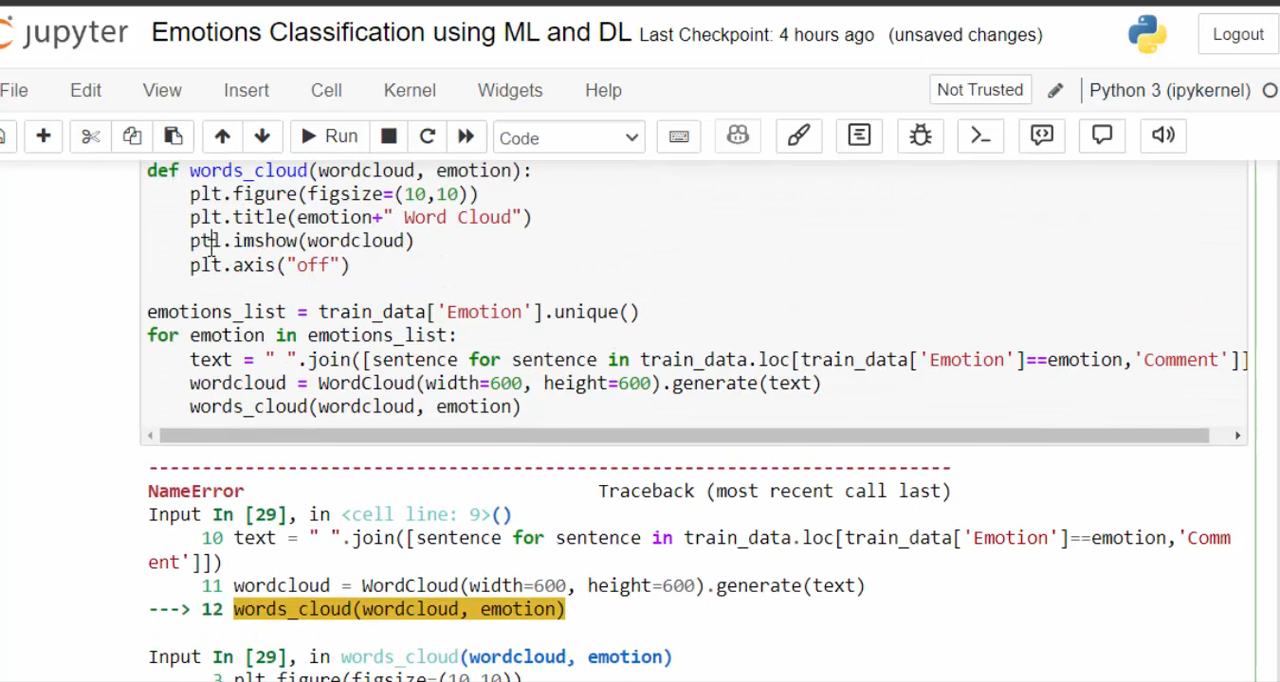 jupyter Emotions Classification using ML and DL Last Checkpoint: 4 hours ago (unsaved changes) Logout
File Edit View Insert Cell Kernel Widgets Help Not Trusted Python 3 (ipykernel)
Run Code
def words_cloud(wordcloud, emotion):
    plt.figure(figsize=(10,10))
    plt.title(emotion+" Word Cloud")
    ptl.imshow(wordcloud)
    plt.axis("off")
emotions_list = train_data['Emotion'].unique()
for emotion in emotions_list:
    text = " ".join([sentence for sentence in train_data.loc[train_data['Emotion']==emotion,'Comment']]
    wordcloud = WordCloud(width=600, height=600).generate(text)
    words_cloud(wordcloud, emotion)
---------------------------------------------------------------------------
NameError Traceback (most recent call last)
Input In [29], in <cell line: 9>()
     10 text = " ".join([sentence for sentence in train_data.loc[train_data['Emotion']==emotion,'Comm
ent']])
     11 wordcloud = WordCloud(width=600, height=600).generate(text)
---> 12 words_cloud(wordcloud, emotion)
Input In [29], in words_cloud(wordcloud, emotion)
      3 plt.figure(figsize=(10,10))